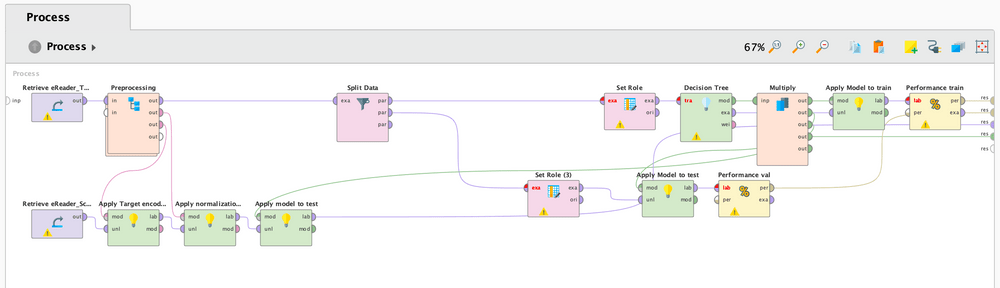 Process
Process
67%
Process
inp
Retrieve eReader_T...
out
Preprocessing
in
in
out
out
out
out
Split Data
exa
par
par
par
Set Role
exa
exa
ori
Decision Tree
tra
mod
exa
wei
Multiply
inp
out
out
out
out
out
Apply Model to train
mod
unl
lab
mod
Performance train
lab
per
per
exa
res
res
res
res
res
Set Role (3)
exa
exa
ori
Apply Model to test
mod
unl
lab
mod
Performance val
lab
per
per
exa
Retrieve eReader_Sc...
out
Apply Target encod...
mod
unl
lab
mod
Apply normalizatio...
mod
unl
lab
mod
Apply model to test
mod
unl
lab
mod